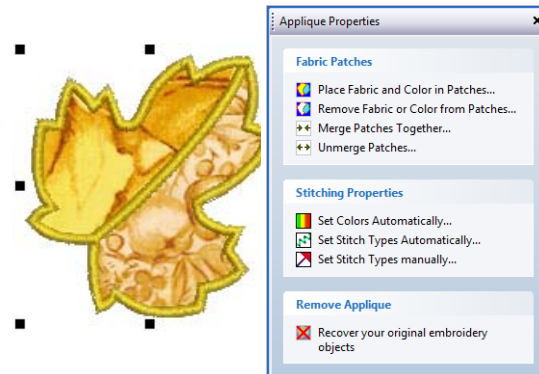 Applique Properties
Fabric Patches
Place Fabric and Color in Patches...
Remove Fabric or Color from Patches...
Merge Patches Together...
Unmerge Patches...
Stitching Properties
Set Colors Automatically...
Set Stitch Types Automatically...
Set Stitch Types manually...
Remove Applique
Recover your original embroidery
objects